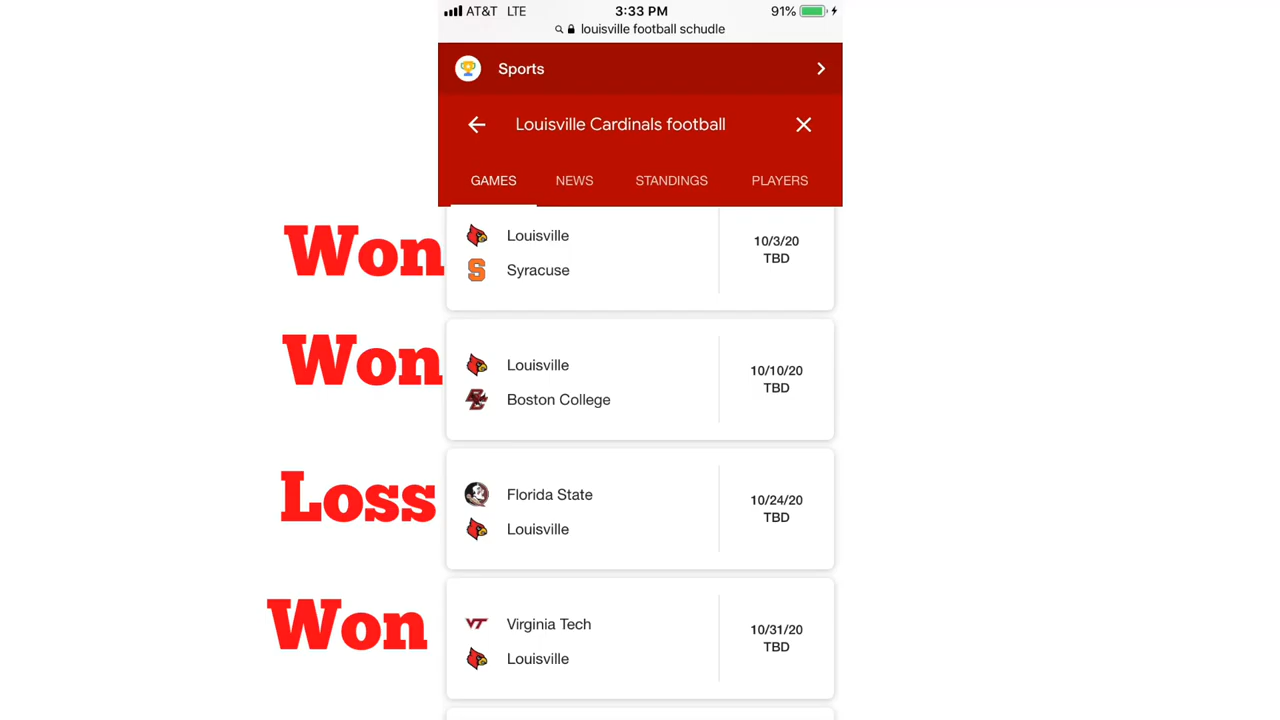 AT&T LTE 3:33 PM 91%
louisville football schudle
Sports
Louisville Cardinals football
GAMES NEWS STANDINGS PLAYERS
Won
Louisville
Syracuse
10/3/20
TBD
Won
Louisville
Boston College
10/10/20
TBD
Loss
Florida State
Louisville
10/24/20
TBD
Won
VT Virginia Tech
Louisville
10/31/20
TBD